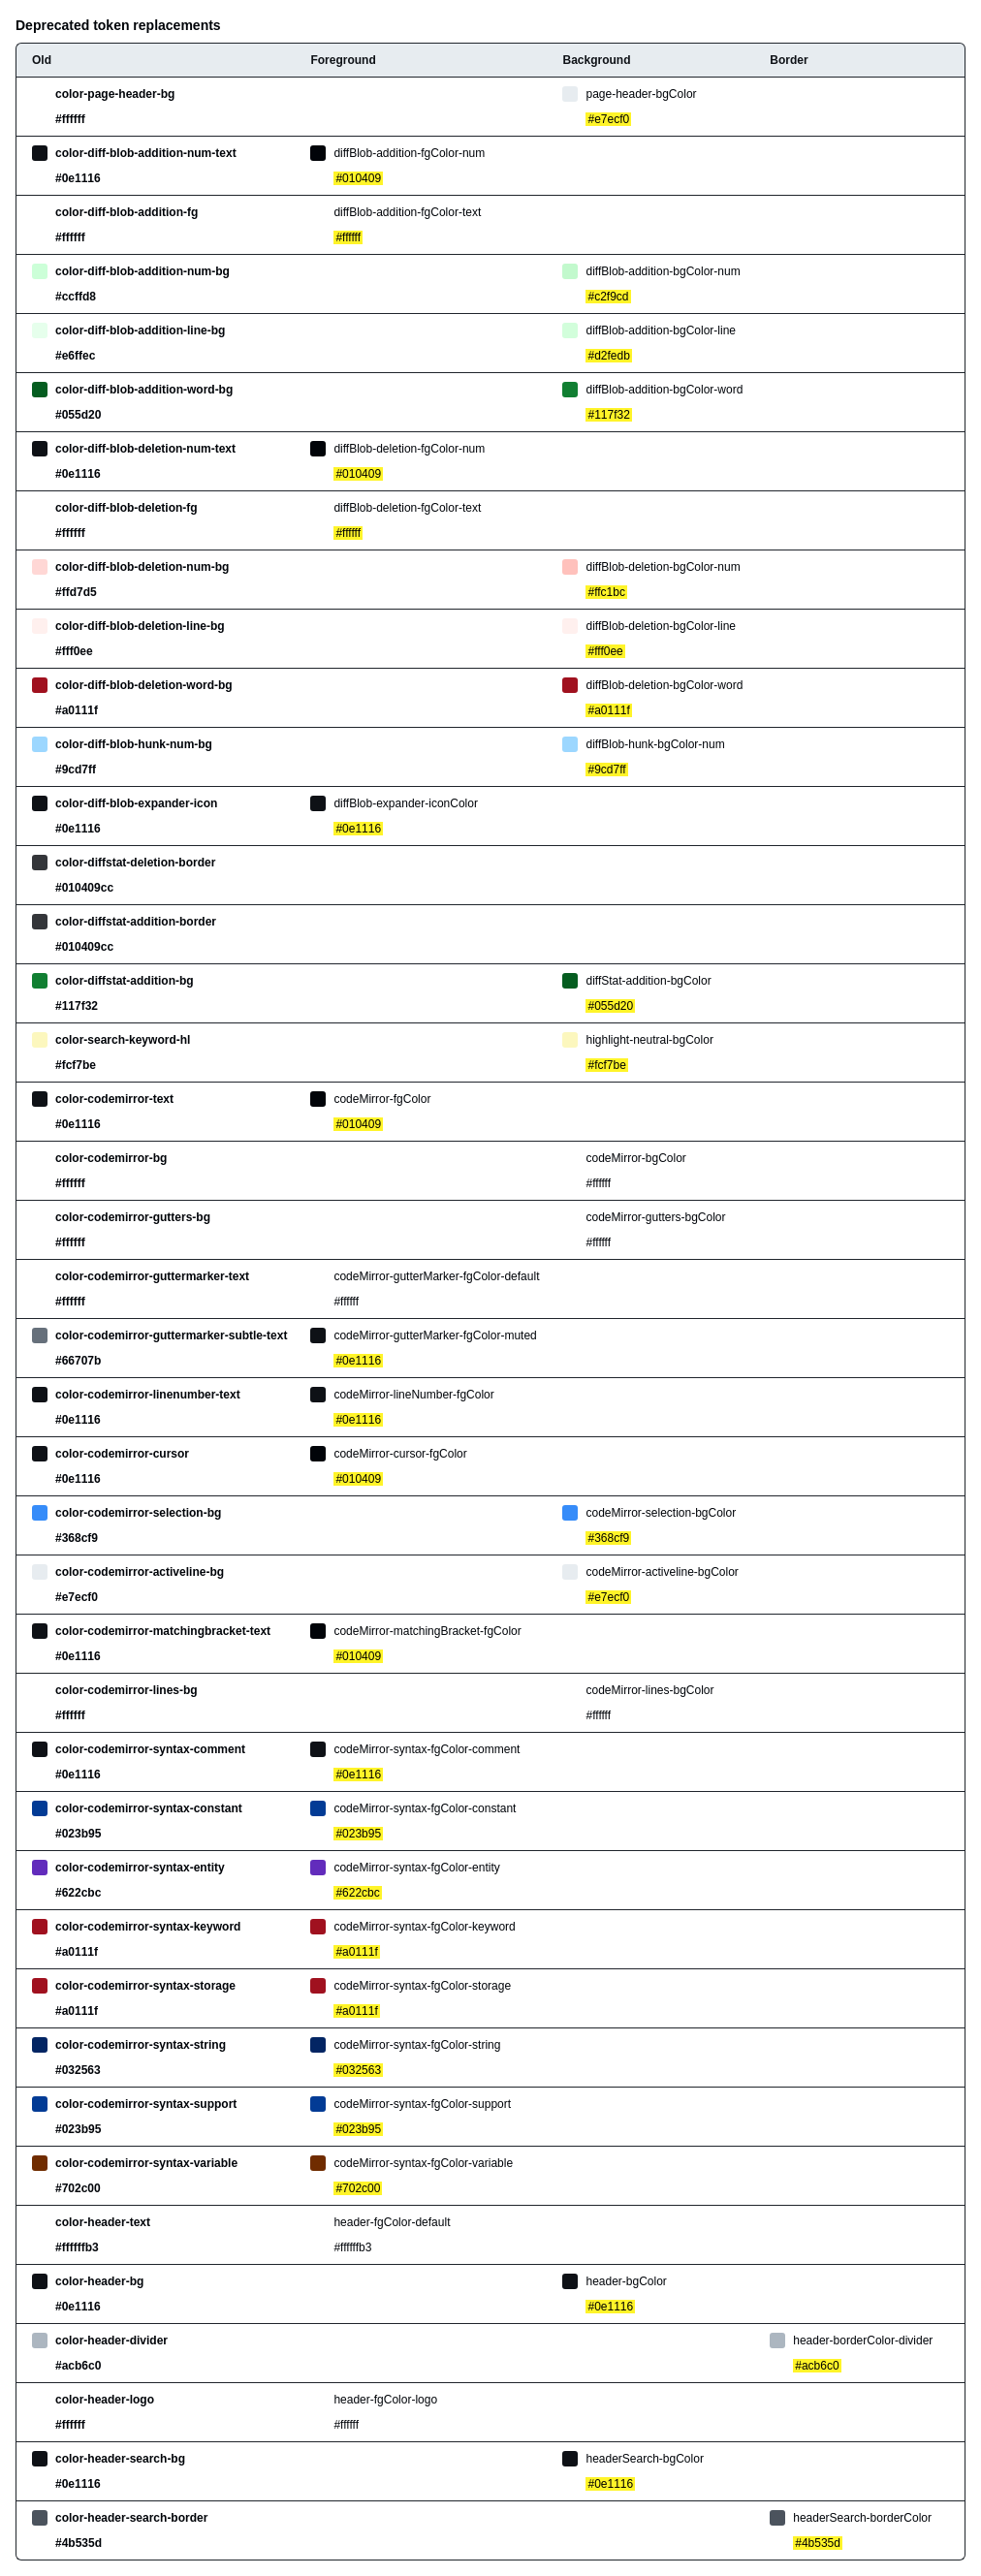 Deprecated token replacements
Old Foreground Background Border
color-page-header-bg page-header-bgColor
#ffffff #e7ecf0
color-diff-blob-addition-num-text diffBlob-addition-fgColor-num
#0e1116 #010409
color-diff-blob-addition-fg diffBlob-addition-fgColor-text
#ffffff #ffffff
color-diff-blob-addition-num-bg diffBlob-addition-bgColor-num
#ccffd8 #c2f9cd
color-diff-blob-addition-line-bg diffBlob-addition-bgColor-line
#e6ffec #d2fedb
color-diff-blob-addition-word-bg diffBlob-addition-bgColor-word
#055d20 #117f32
color-diff-blob-deletion-num-text diffBlob-deletion-fgColor-num
#0e1116 #010409
color-diff-blob-deletion-fg diffBlob-deletion-fgColor-text
#ffffff #ffffff
color-diff-blob-deletion-num-bg diffBlob-deletion-bgColor-num
#ffd7d5 #ffc1bc
color-diff-blob-deletion-line-bg diffBlob-deletion-bgColor-line
#fff0ee #fff0ee
color-diff-blob-deletion-word-bg diffBlob-deletion-bgColor-word
#a0111f #a0111f
color-diff-blob-hunk-num-bg diffBlob-hunk-bgColor-num
#9cd7ff #9cd7ff
color-diff-blob-expander-icon diffBlob-expander-iconColor
#0e1116 #0e1116
color-diffstat-deletion-border
#010409cc
color-diffstat-addition-border
#010409cc
color-diffstat-addition-bg diffStat-addition-bgColor
#117f32 #055d20
color-search-keyword-hl highlight-neutral-bgColor
#fcf7be #fcf7be
color-codemirror-text codeMirror-fgColor
#0e1116 #010409
color-codemirror-bg codeMirror-bgColor
#ffffff #ffffff
color-codemirror-gutters-bg codeMirror-gutters-bgColor
#ffffff #ffffff
color-codemirror-guttermarker-text codeMirror-gutterMarker-fgColor-default
#ffffff #ffffff
color-codemirror-guttermarker-subtle-text codeMirror-gutterMarker-fgColor-muted
#66707b #0e1116
color-codemirror-linenumber-text codeMirror-lineNumber-fgColor
#0e1116 #0e1116
color-codemirror-cursor codeMirror-cursor-fgColor
#0e1116 #010409
color-codemirror-selection-bg codeMirror-selection-bgColor
#368cf9 #368cf9
color-codemirror-activeline-bg codeMirror-activeline-bgColor
#e7ecf0 #e7ecf0
color-codemirror-matchingbracket-text codeMirror-matchingBracket-fgColor
#0e1116 #010409
color-codemirror-lines-bg codeMirror-lines-bgColor
#ffffff #ffffff
color-codemirror-syntax-comment codeMirror-syntax-fgColor-comment
#0e1116 #0e1116
color-codemirror-syntax-constant codeMirror-syntax-fgColor-constant
#023b95 #023b95
color-codemirror-syntax-entity codeMirror-syntax-fgColor-entity
#622cbc #622cbc
color-codemirror-syntax-keyword codeMirror-syntax-fgColor-keyword
#a0111f #a0111f
color-codemirror-syntax-storage codeMirror-syntax-fgColor-storage
#a0111f #a0111f
color-codemirror-syntax-string codeMirror-syntax-fgColor-string
#032563 #032563
color-codemirror-syntax-support codeMirror-syntax-fgColor-support
#023b95 #023b95
color-codemirror-syntax-variable codeMirror-syntax-fgColor-variable
#702c00 #702c00
color-header-text header-fgColor-default
#ffffffb3 #ffffffb3
color-header-bg header-bgColor
#0e1116 #0e1116
color-header-divider header-borderColor-divider
#acb6c0 #acb6c0
color-header-logo header-fgColor-logo
#ffffff #ffffff
color-header-search-bg headerSearch-bgColor
#0e1116 #0e1116
color-header-search-border headerSearch-borderColor
#4b535d #4b535d